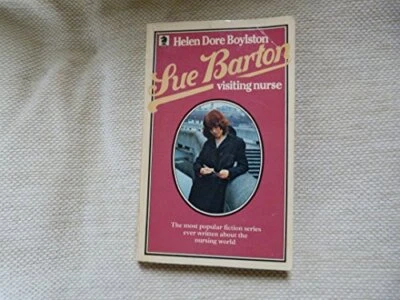 Helen Dore Boylston
Sue Barton
visiting nurse
The most popular fiction series
ever written about the
nursing world